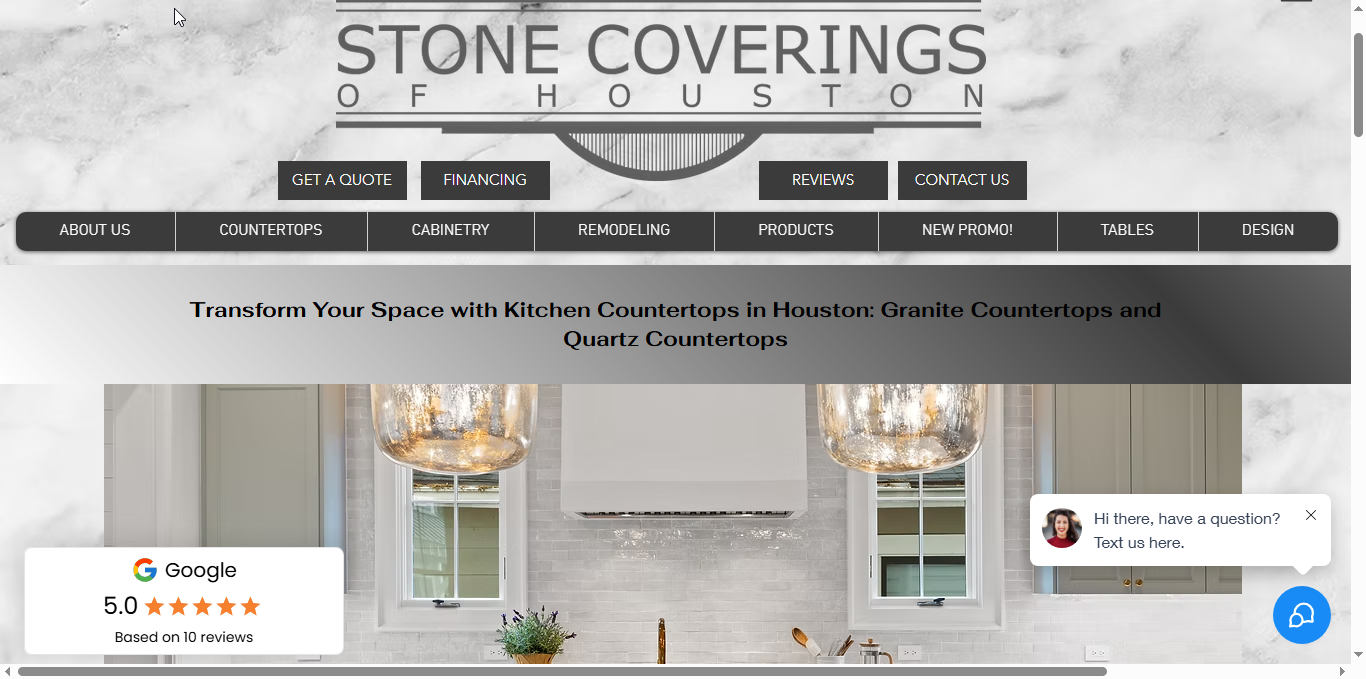 STONE COVERINGS
OF HOUSTON
GET A QUOTE
FINANCING
REVIEWS
CONTACT US
ABOUT US
COUNTERTOPS
CABINETRY
REMODELING
PRODUCTS
NEW PROMO!
TABLES
DESIGN
Transform Your Space with Kitchen Countertops in Houston: Granite Countertops and
Quartz Countertops
Hi there, have a question?
Text us here.
Google
5.0
Based on 10 reviews